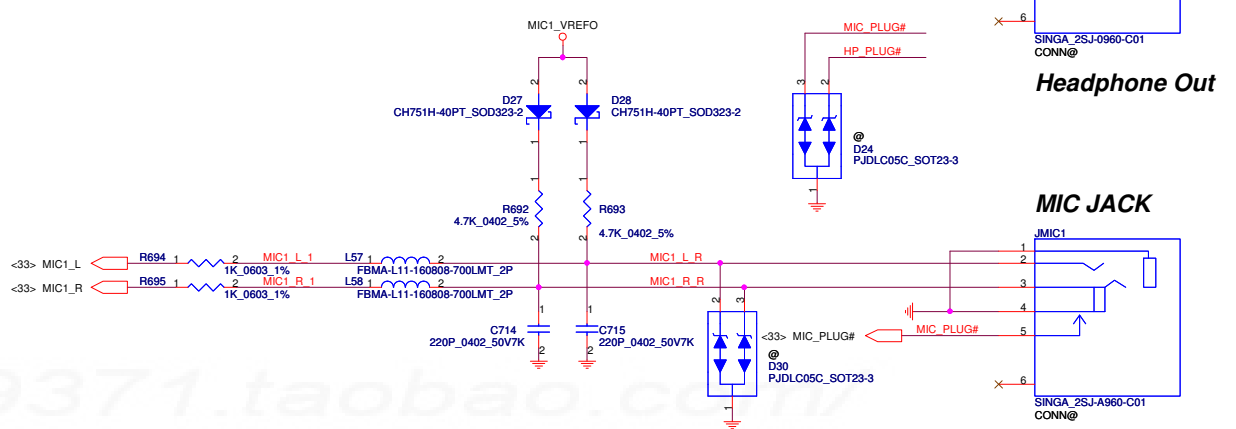 MIC1_VREFO
2
2
D27
CH751H-40PT_SOD323-2
D28
CH751H-40PT_SOD323-2
1
1
1
1
R692
4.7K_0402_5%
R693
4.7K_0402_5%
2
2
MIC_PLUG#
HP_PLUG#
3
2
@
D24
PJDLC05C_SOT23-3
1
6
SINGA_2SJ-0960-C01
CONN@
Headphone Out
MIC JACK
JMIC1
<33> MIC1_L
R694
1
2
1K_0603_1%
MIC1_L_1
L57
1
2
FBMA-L11-160808-700LMT_2P
MIC1_L_R
<33> MIC1_R
R695
1
2
1K_0603_1%
MIC1_R_1
L58
1
2
FBMA-L11-160808-700LMT_2P
MIC1_R_R
1
2
3
4
5
6
C714
220P_0402_50V7K
1
2
C715
220P_0402_50V7K
1
2
2
3
@
D30
PJDLC05C_SOT23-3
1
<33> MIC_PLUG#
MIC_PLUG#
SINGA_2SJ-A960-C01
CONN@
9371.taobao.com/